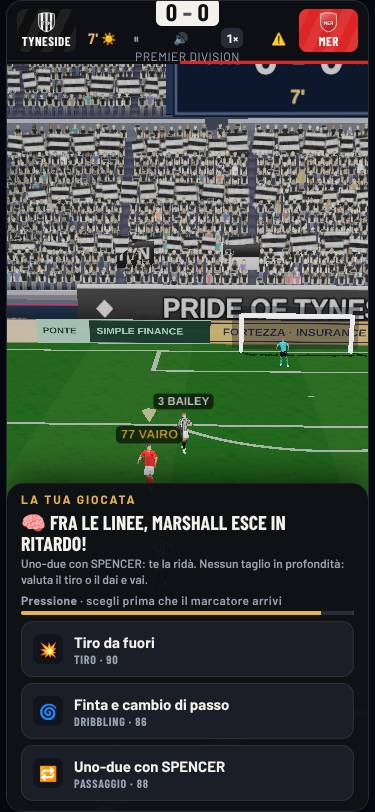 0 - 0
TYNESIDE
7'
1×
MER
MER
PREMIER DIVISION
7'
PRIDE OF TYNES
PONTE
SIMPLE FINANCE
FORTEZZA · INSURANCE
3 BAILEY
77 VAIRO
LA TUA GIOCATA
🧠 FRA LE LINEE, MARSHALL ESCE IN
RITARDO!
Uno-due con SPENCER: te la ridà. Nessun taglio in profondità:
valuta il tiro o il dai e vai.
Pressione · scegli prima che il marcatore arrivi
Tiro da fuori
TIRO · 90
Finta e cambio di passo
DRIBBLING · 86
Uno-due con SPENCER
PASSAGGIO · 88